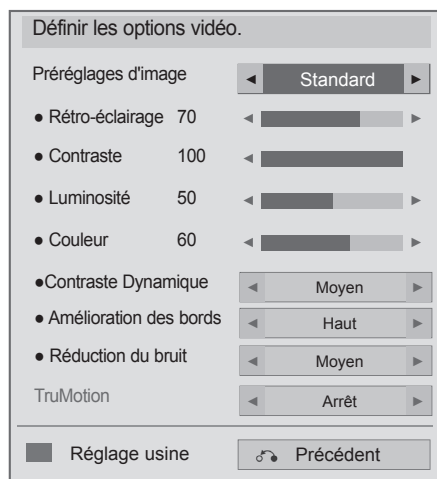 Définir les options vidéo.
Préréglages d'image ◄ Standard ►
● Rétro-éclairage 70 ◄ ►
● Contraste 100 ◄
● Luminosité 50 ◄ ►
● Couleur 60 ◄ ►
●Contraste Dynamique ◄ Moyen ►
● Amélioration des bords ◄ Haut ►
● Réduction du bruit ◄ Moyen ►
TruMotion ◄ Arrêt ►
Réglage usine Précédent